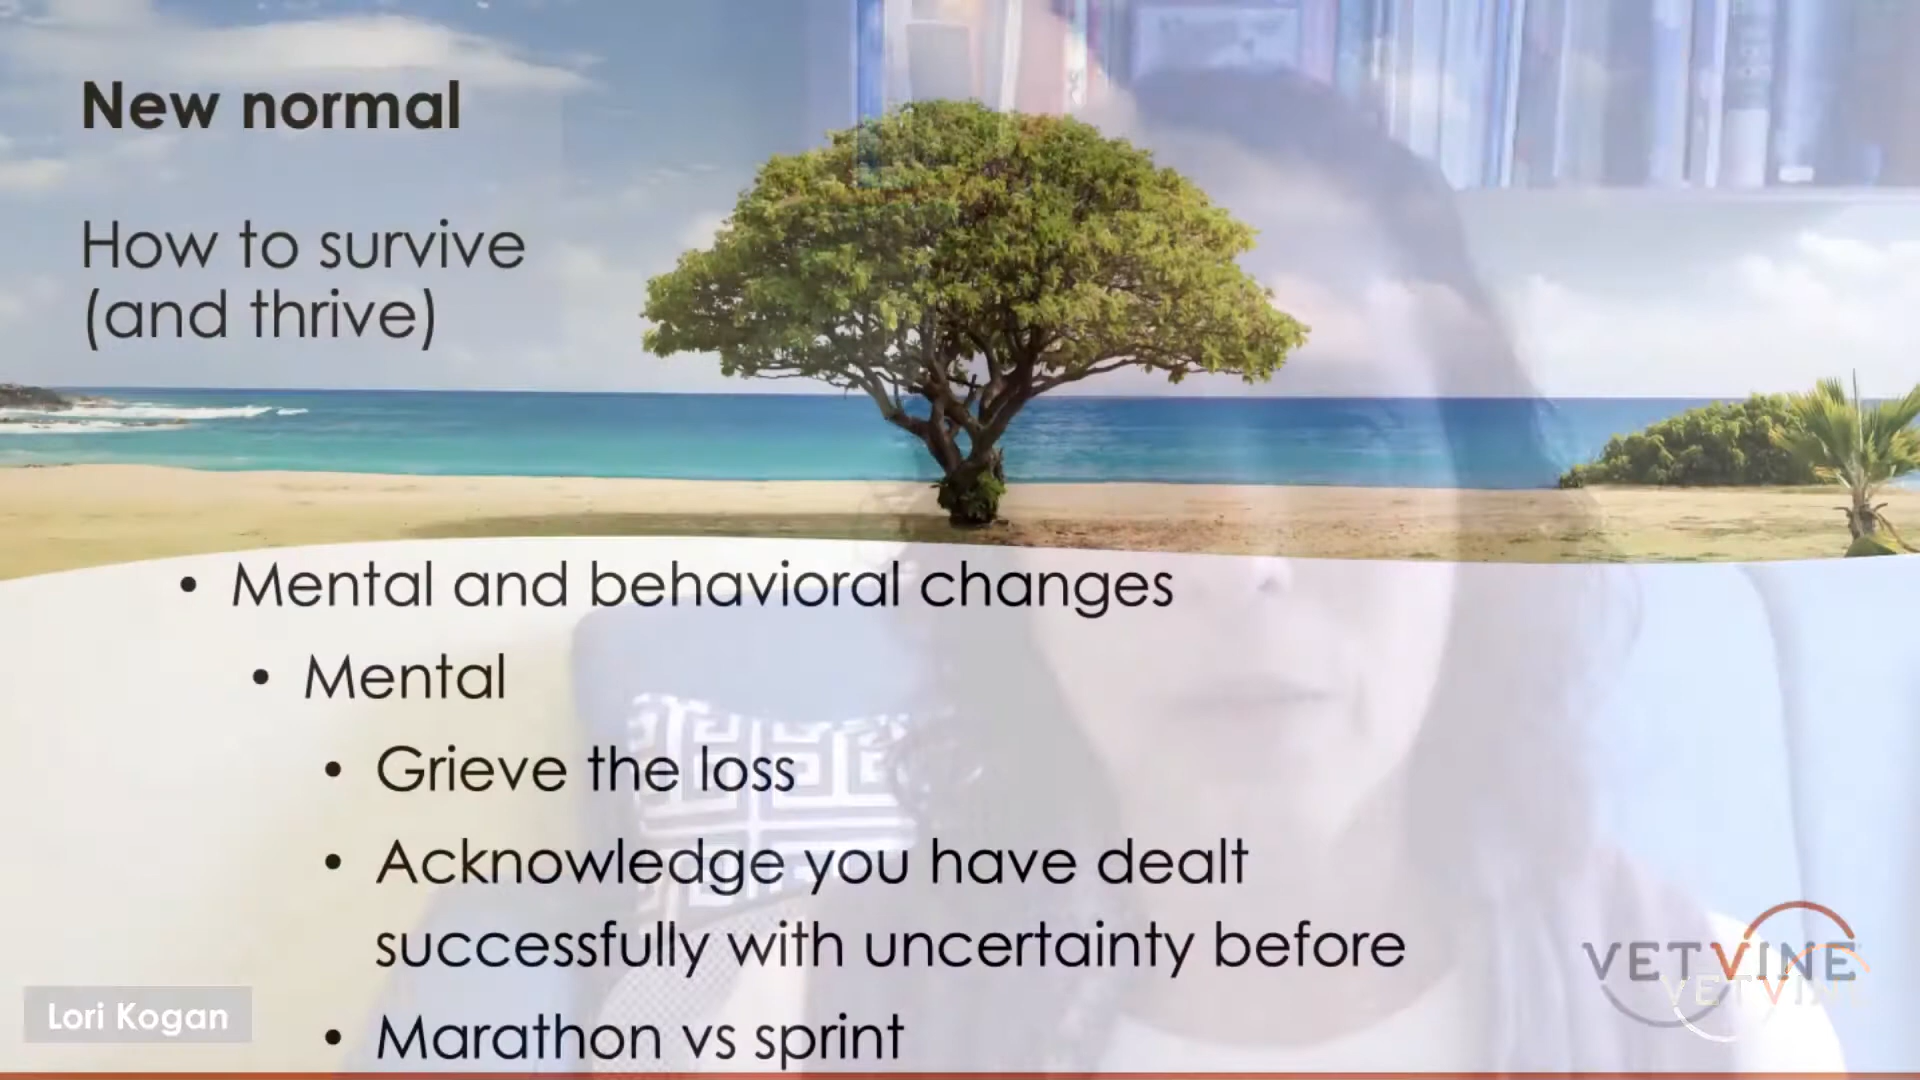 New normal
How to survive
(and thrive)
• Mental and behavioral changes
• Mental
• Grieve the loss
• Acknowledge you have dealt
successfully with uncertainty before
• Marathon vs sprint
Lori Kogan
VETVINE
VETVINE